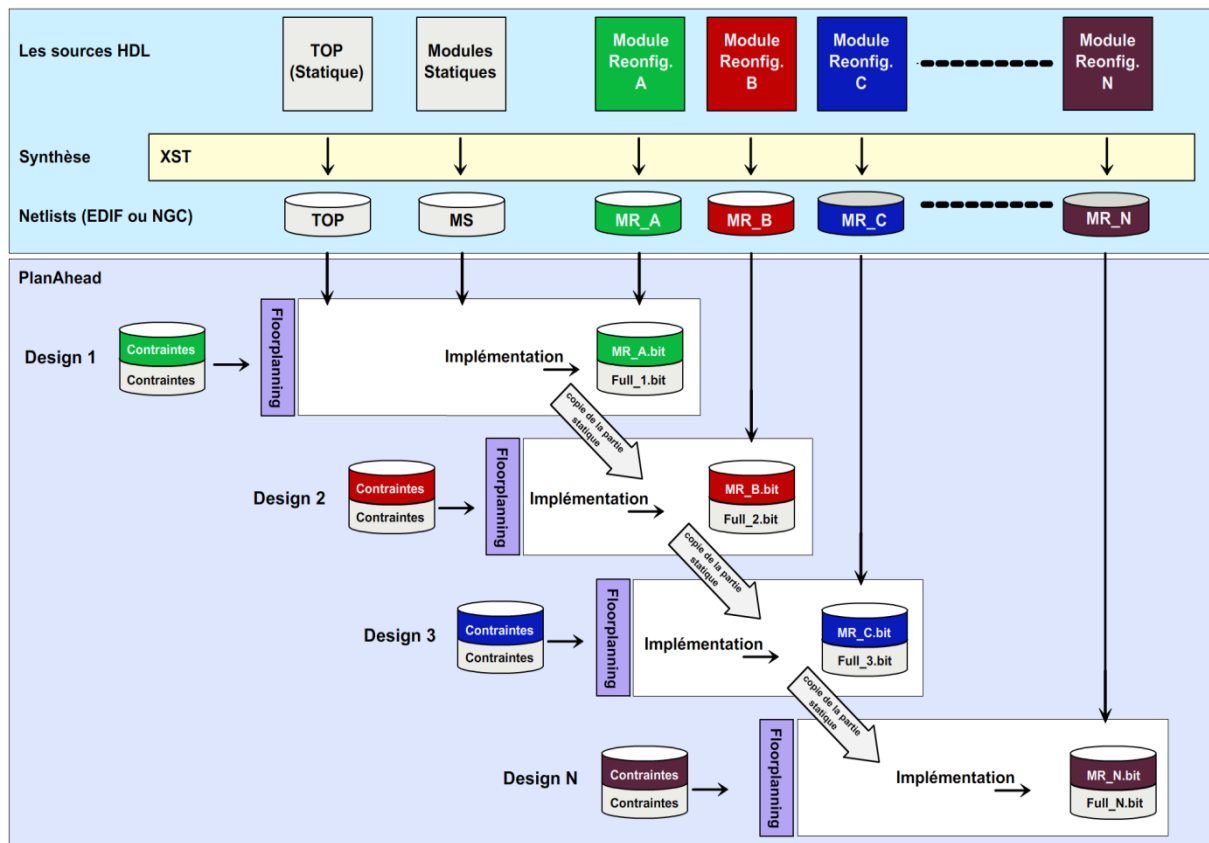 Les sources HDL
TOP
(Statique)
Modules
Statiques
Module
Reonfig.
A
Module
Reonfig.
B
Module
Reonfig.
C
Module
Reonfig.
N
Synthèse
XST
Netlists (EDIF ou NGC)
TOP
MS
MR_A
MR_B
MR_C
MR_N
PlanAhead
Design 1
Contraintes
Contraintes
Floorplanning
Implémentation
MR_A.bit
Full_1.bit
copie de la partie
statique
Design 2
Contraintes
Contraintes
Floorplanning
Implémentation
MR_B.bit
Full_2.bit
copie de la partie
statique
Design 3
Contraintes
Contraintes
Floorplanning
Implémentation
MR_C.bit
Full_3.bit
copie de la partie
statique
Design N
Contraintes
Contraintes
Floorplanning
Implémentation
MR_N.bit
Full_N.bit